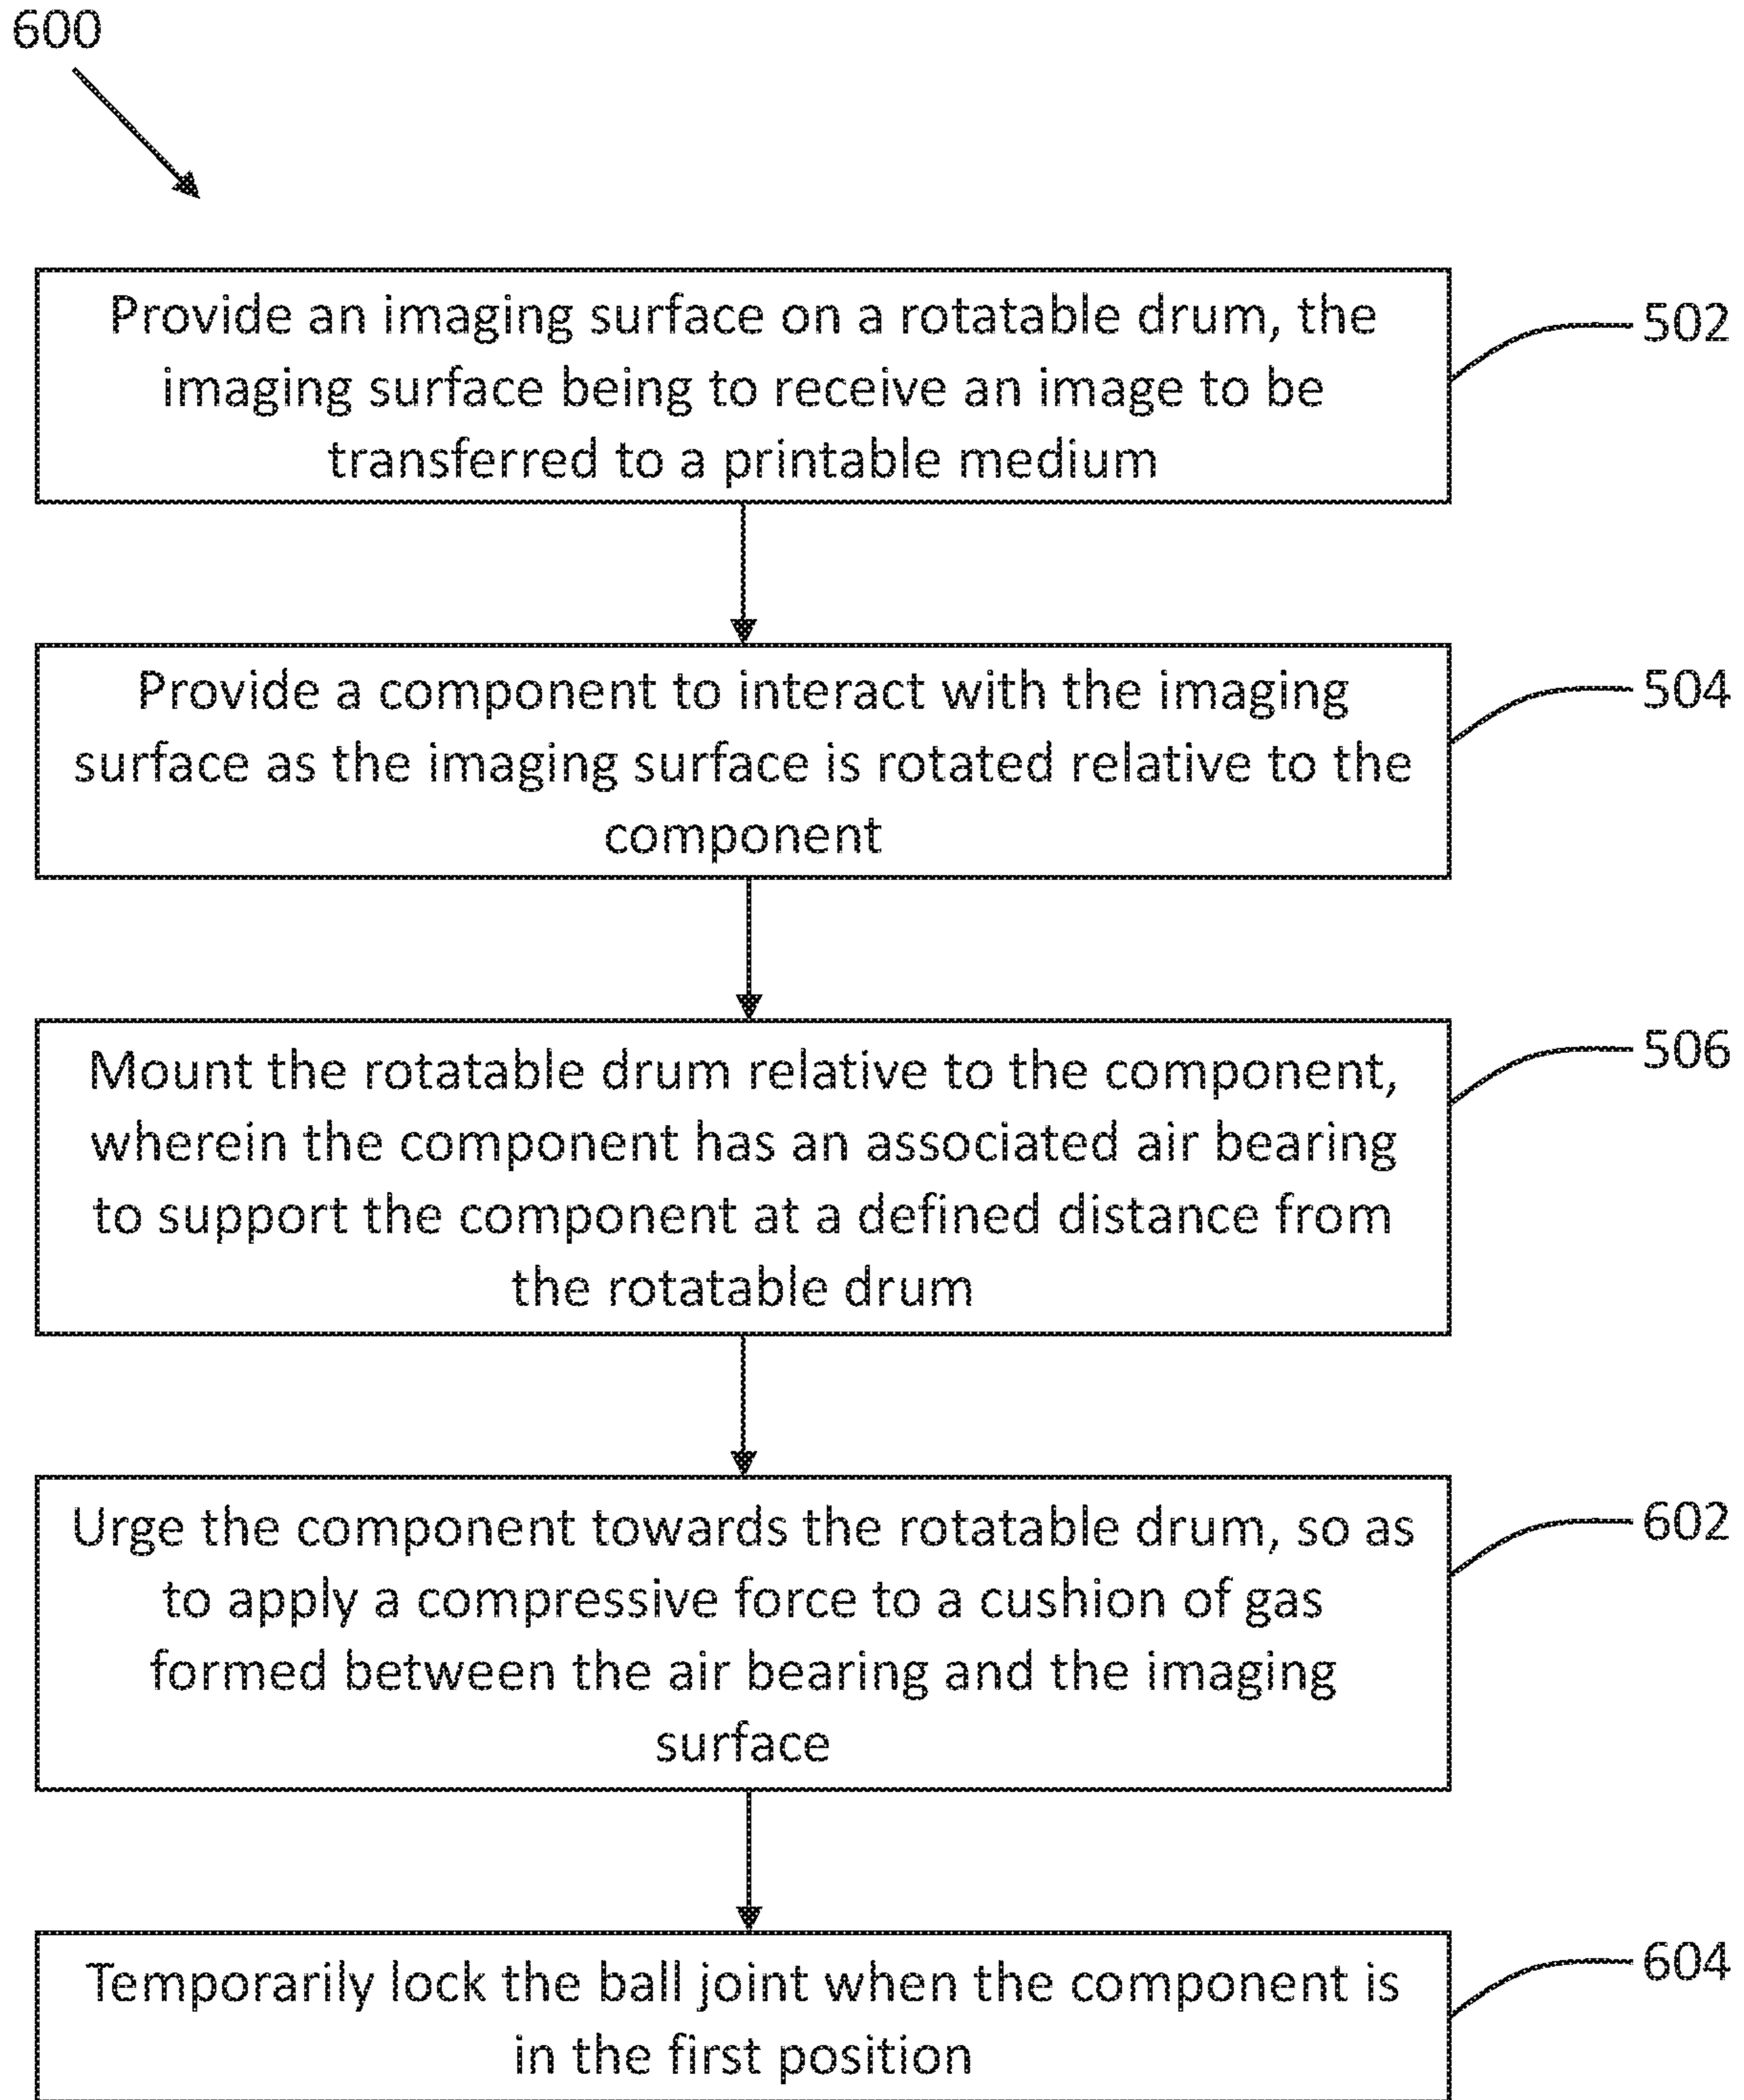 600
Provide an imaging surface on a rotatable drum, the
imaging surface being to receive an image to be
transferred to a printable medium
502
Provide a component to interact with the imaging
surface as the imaging surface is rotated relative to the
component
504
Mount the rotatable drum relative to the component,
wherein the component has an associated air bearing
to support the component at a defined distance from
the rotatable drum
506
Urge the component towards the rotatable drum, so as
to apply a compressive force to a cushion of gas
formed between the air bearing and the imaging
surface
602
Temporarily lock the ball joint when the component is
in the first position
604